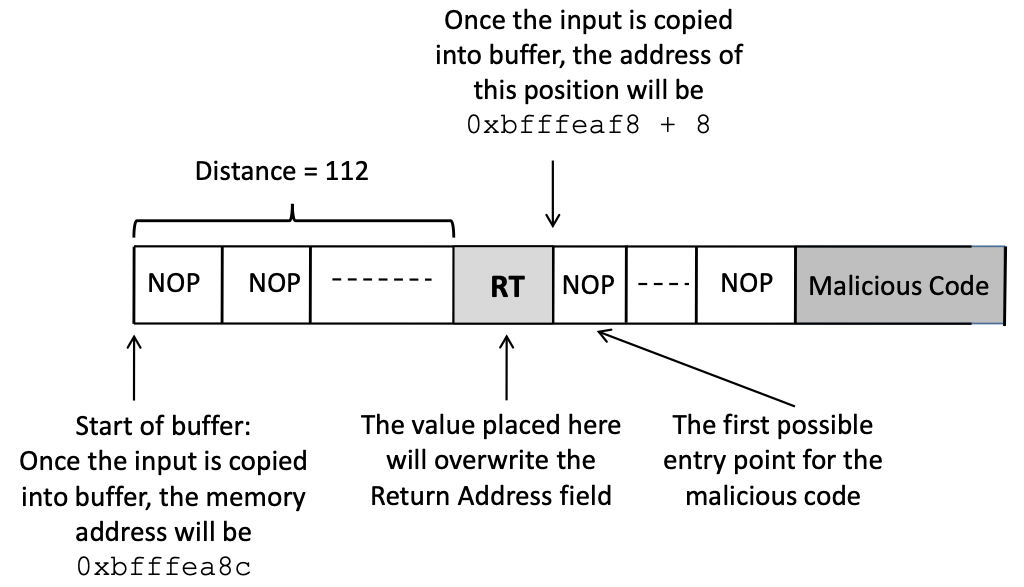 Once the input is copied
into buffer, the address of
this position will be
0xbfffeaf8 + 8
Distance = 112
NOP NOP -------- RT NOP ---- NOP Malicious Code
Start of buffer:
Once the input is copied
into buffer, the memory
address will be
0xbfffea8c
The value placed here
will overwrite the
Return Address field
The first possible
entry point for the
malicious code